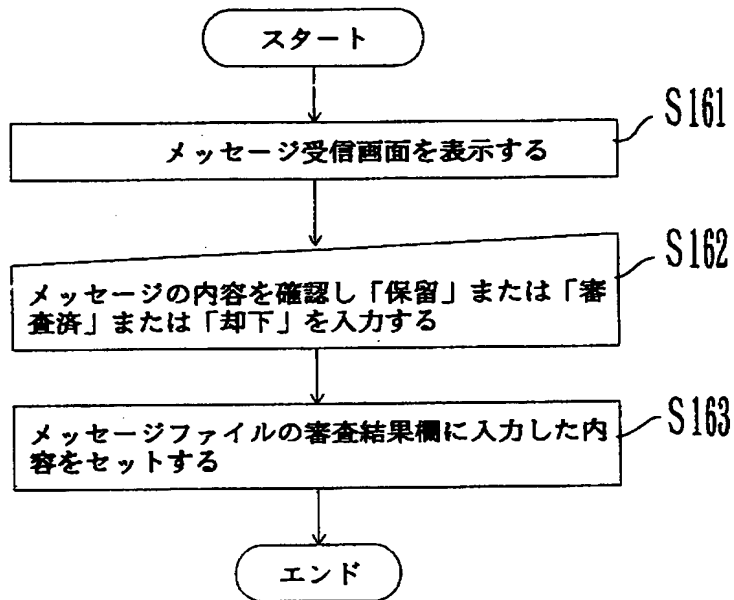 スタート
S161
メッセージ受信画面を表示する
S162
メッセージの内容を確認し「保留」または「審
査済」または「却下」を入力する
S163
メッセージファイルの審査結果欄に入力した内
容をセットする
エンド